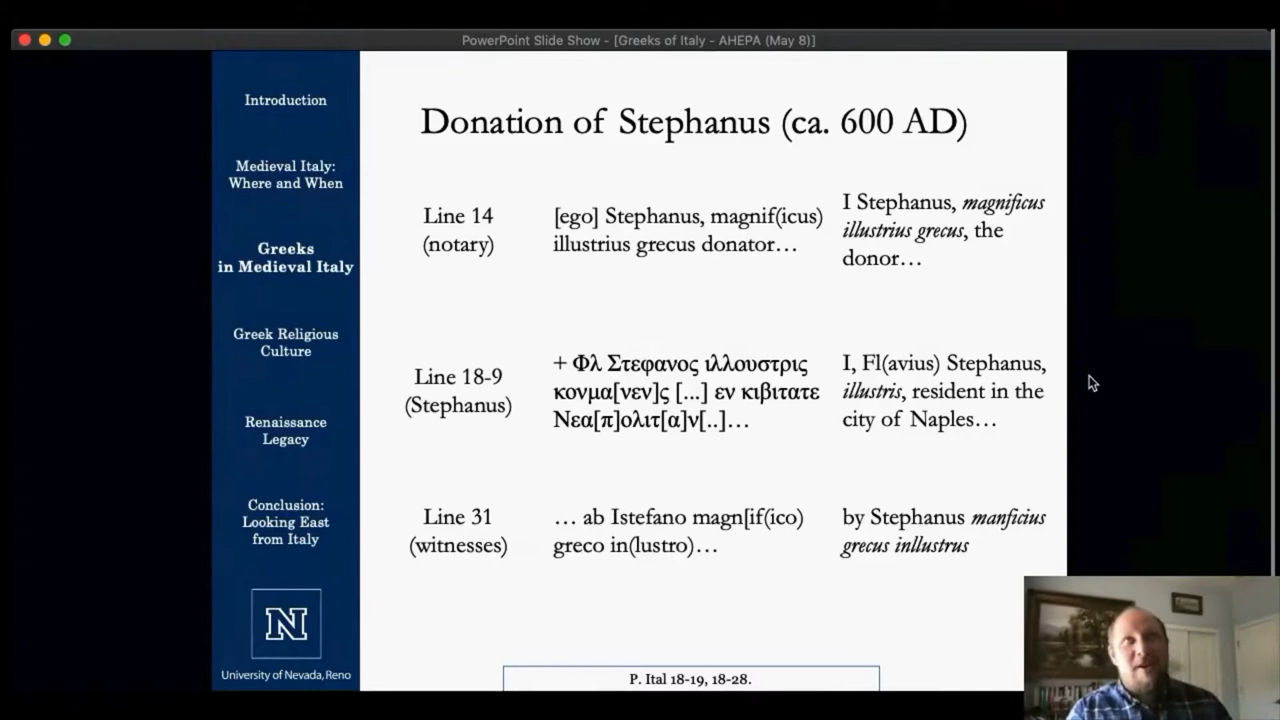 PowerPoint Slide Show - [Greeks of Italy - AHEPA (May 8)]
Introduction
Medieval Italy:
Where and When
Greeks
in Medieval Italy
Greek Religious
Culture
Renaissance
Legacy
Conclusion:
Looking East
from Italy
N
University of Nevada, Reno
Donation of Stephanus (ca. 600 AD)
Line 14
(notary)
[ego] Stephanus, magnif(icus)
illustrius grecus donator…
I Stephanus, magnificus
illustrius grecus, the
donor…
Line 18-9
(Stephanus)
+ Φλ Στεφανος ιλλουστρις
κονμα[νεν]ς [...] εν κιβιτατε
Νεα[π]ολιτ[α]ν[..]…
I, Fl(avius) Stephanus,
illustris, resident in the
city of Naples…
Line 31
(witnesses)
… ab Istefano magn[if(ico)
greco in(lustro)…
by Stephanus manficius
grecus inllustrus
P. Ital 18-19, 18-28.